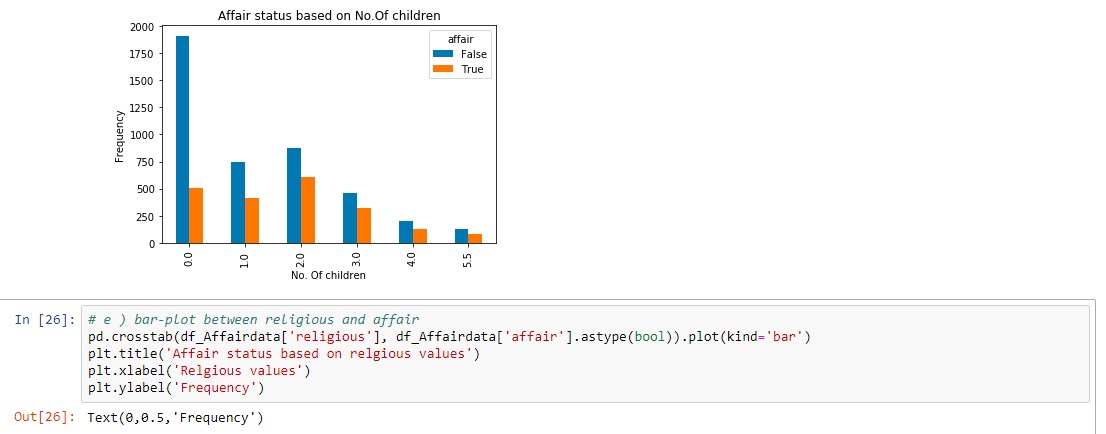 Affair status based on No.Of children
2000
1750
1500
1250
1000
750
500
250
0
Frequency
affair
False
True
0.0
1.0
2.0
3.0
4.0
5.5
No. Of children
In [26]: # e ) bar-plot between religious and affair
pd.crosstab(df_Affairdata['religious'], df_Affairdata['affair'].astype(bool)).plot(kind='bar')
plt.title('Affair status based on relgious values')
plt.xlabel('Relgious values')
plt.ylabel('Frequency')
Out[26]: Text(0,0.5,'Frequency')